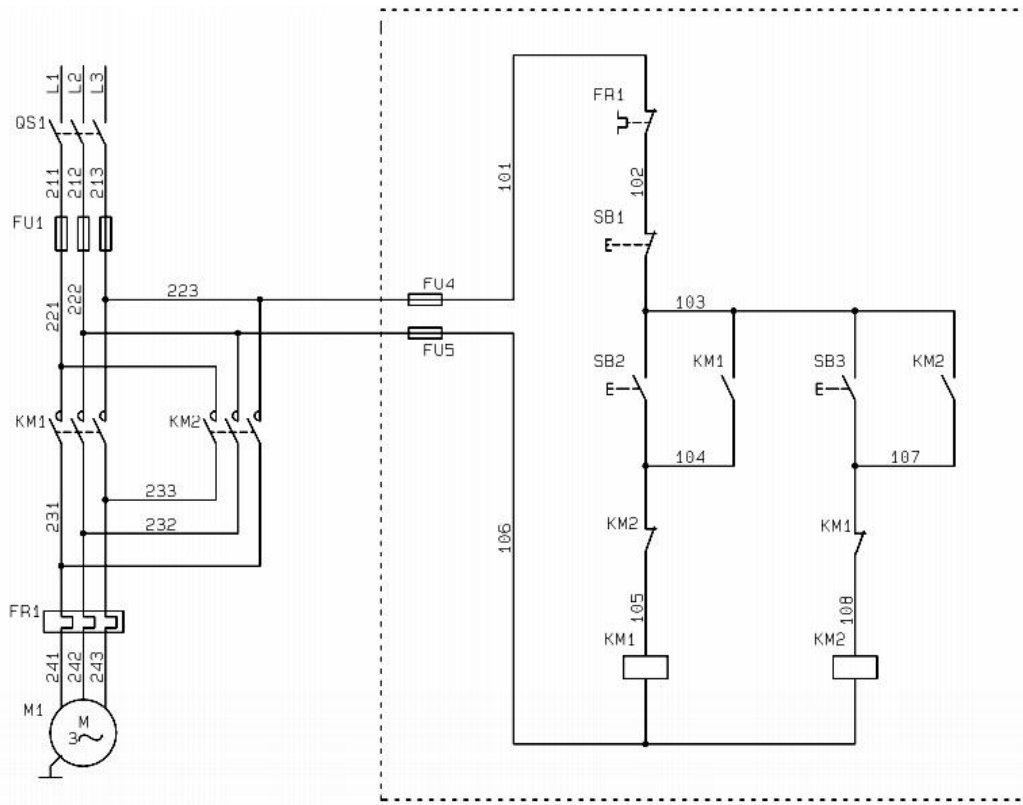 L1 L2 L3
QS1
211 212 213
FU1
221 222 223
FU4
FU5
KM1
KM2
233
232
231
FR1
241 242 243
M1
M
3~
FR1
101
102
SB1
103
SB2
KM1
SB3
KM2
104
107
KM2
KM1
106
105
108
KM1
KM2